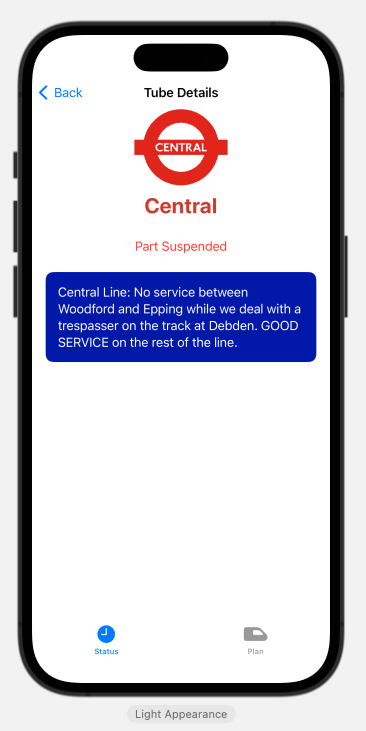 Back
Tube Details
CENTRAL
Central
Part Suspended
Central Line: No service between
Woodford and Epping while we deal with a
trespasser on the track at Debden. GOOD
SERVICE on the rest of the line.
Status
Plan
Light Appearance